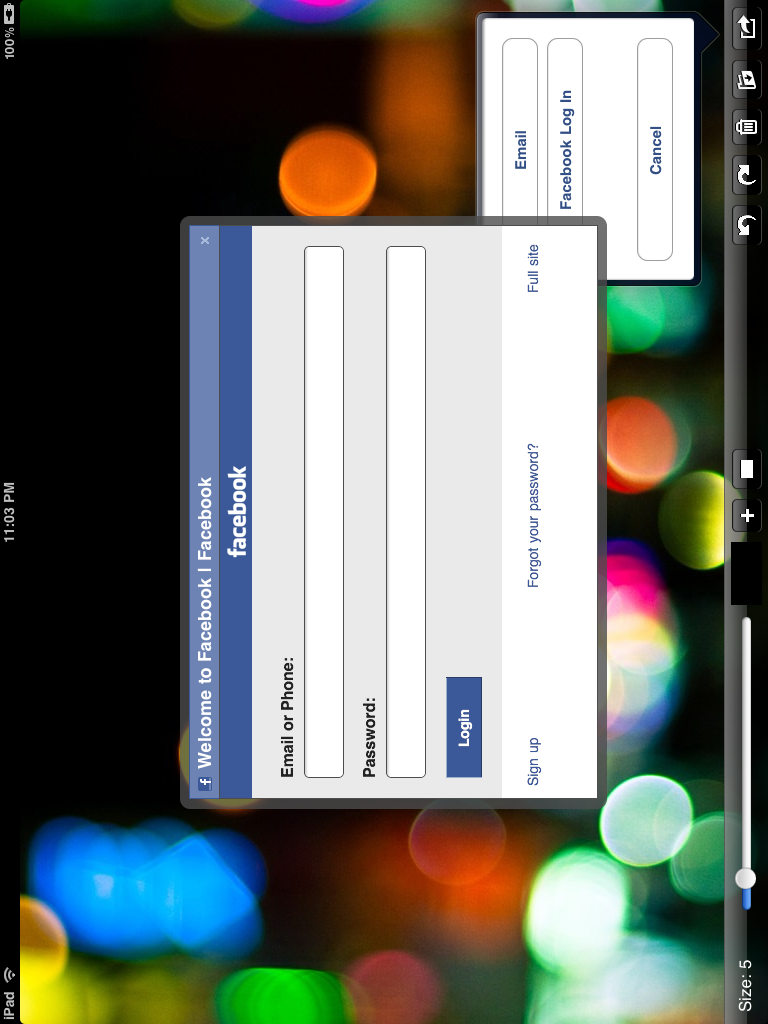 iPad
11:03 PM
100%
Welcome to Facebook | Facebook
x
facebook
Email or Phone:
Password:
Login
Sign up
Forgot your password?
Full site
Email
Facebook Log In
Cancel
Size: 5